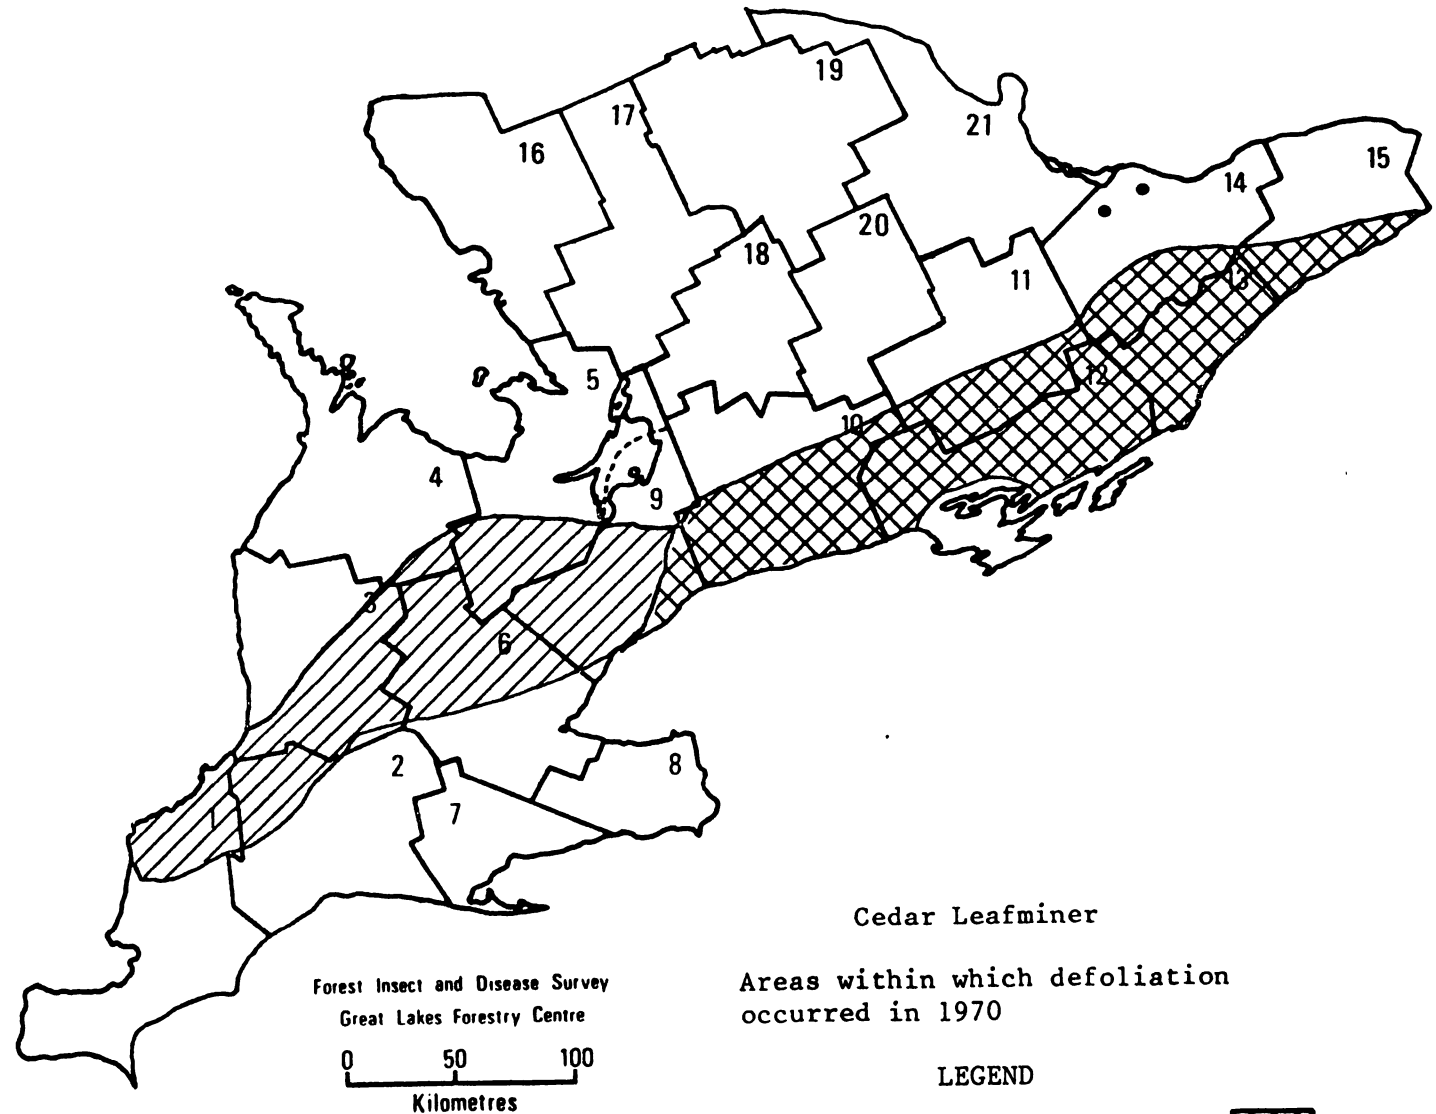 19
17
21
16
15
14
20
18
13
11
5
12
10
4
9
3
6
2
8
1
7
Cedar Leafminer
Areas within which defoliation
occurred in 1970
LEGEND
Forest Insect and Disease Survey
Great Lakes Forestry Centre
0 50 100
Kilometres